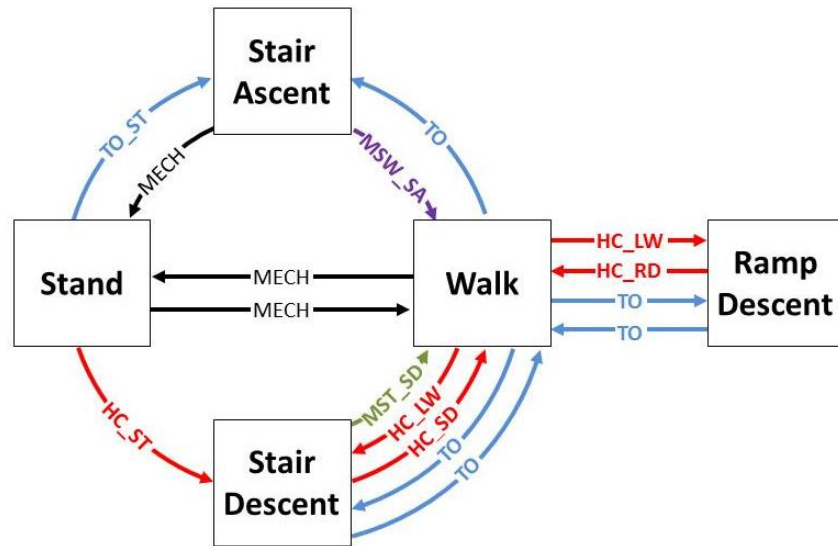 Stair
Ascent
TO_ST
MECH
MSW_SA
TO
Stand
MECH
MECH
Walk
HC_LW
HC_RD
TO
TO
Ramp
Descent
HC_ST
MST_SD
HC_LW
HC_SD
TO
TO
Stair
Descent